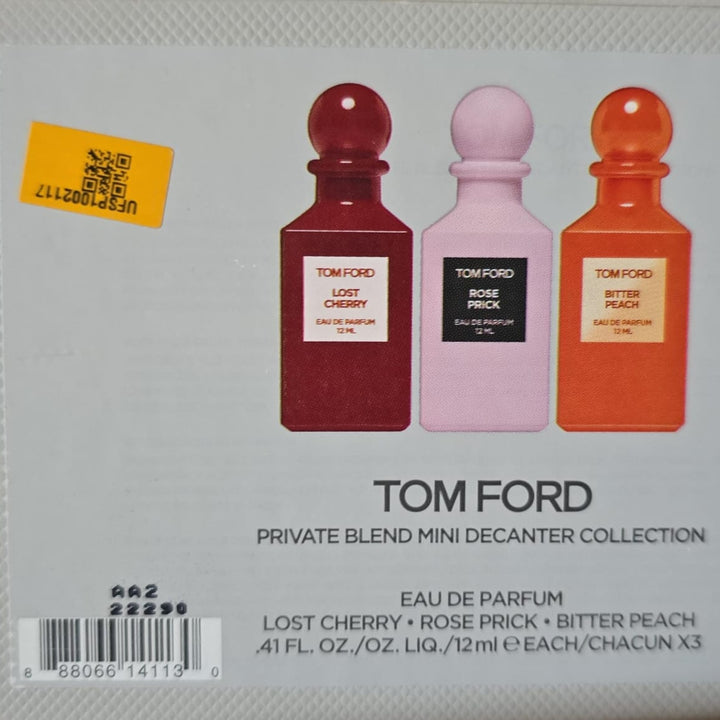 UFSP1002117
TOM FORD
LOST
CHERRY
EAU DE PARFUM
12 ML
TOM FORD
ROSE
PRICK
EAU DE PARFUM
12 ML
TOM FORD
BITTER
PEACH
EAU DE PARFUM
12 ML
TOM FORD
PRIVATE BLEND MINI DECANTER COLLECTION
EAU DE PARFUM
LOST CHERRY • ROSE PRICK • BITTER PEACH
.41 FL. OZ./OZ. LIQ./12ml ℮ EACH/CHACUN X3
AA2
22290
8 88066 14113 0